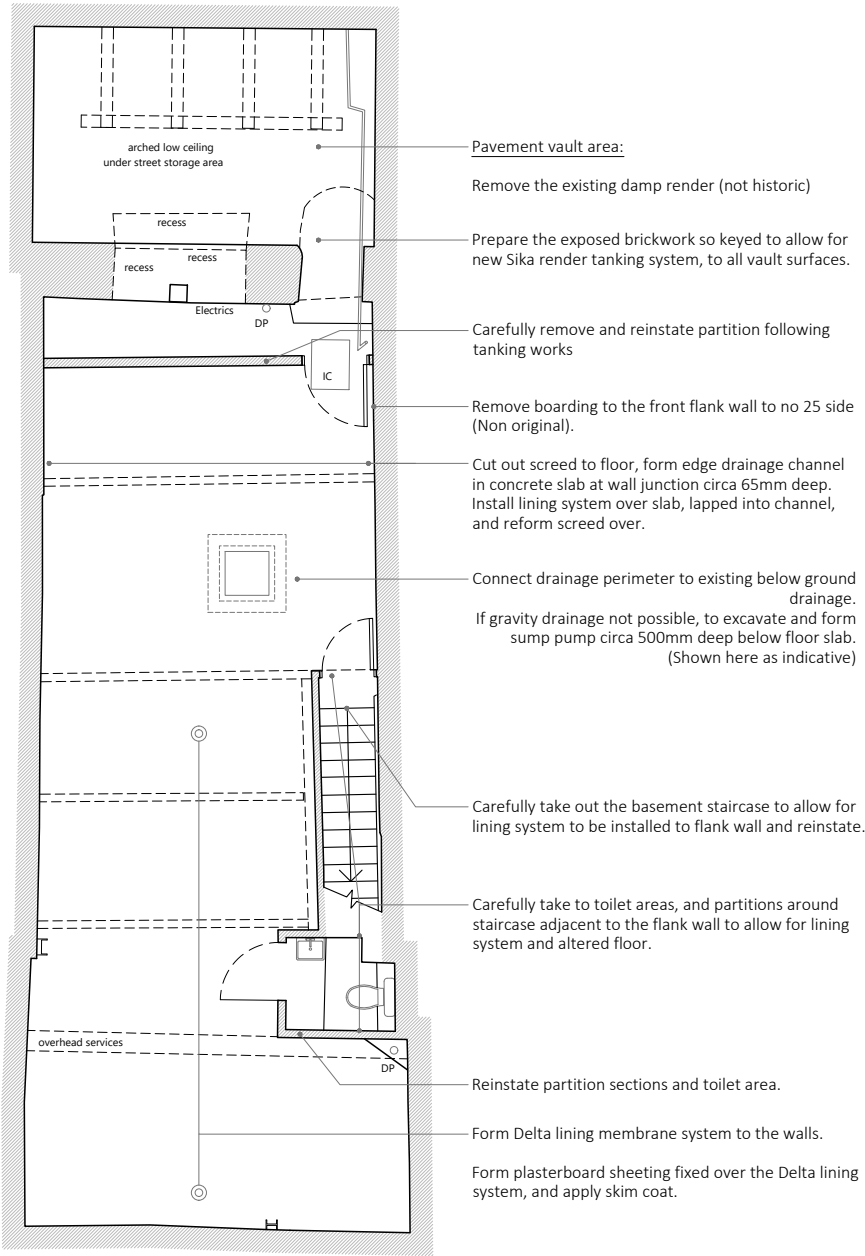 arched low ceiling
under street storage area
recess
recess
recess
Electrics
DP
IC
overhead services
DP
Pavement vault area:
Remove the existing damp render (not historic)
Prepare the exposed brickwork so keyed to allow for
new Sika render tanking system, to all vault surfaces.
Carefully remove and reinstate partition following
tanking works
Remove boarding to the front flank wall to no 25 side
(Non original).
Cut out screed to floor, form edge drainage channel
in concrete slab at wall junction circa 65mm deep.
Install lining system over slab, lapped into channel,
and reform screed over.
Connect drainage perimeter to existing below ground
drainage.
If gravity drainage not possible, to excavate and form
sump pump circa 500mm deep below floor slab.
(Shown here as indicative)
Carefully take out the basement staircase to allow for
lining system to be installed to flank wall and reinstate.
Carefully take to toilet areas, and partitions around
staircase adjacent to the flank wall to allow for lining
system and altered floor.
Reinstate partition sections and toilet area.
Form Delta lining membrane system to the walls.
Form plasterboard sheeting fixed over the Delta lining
system, and apply skim coat.